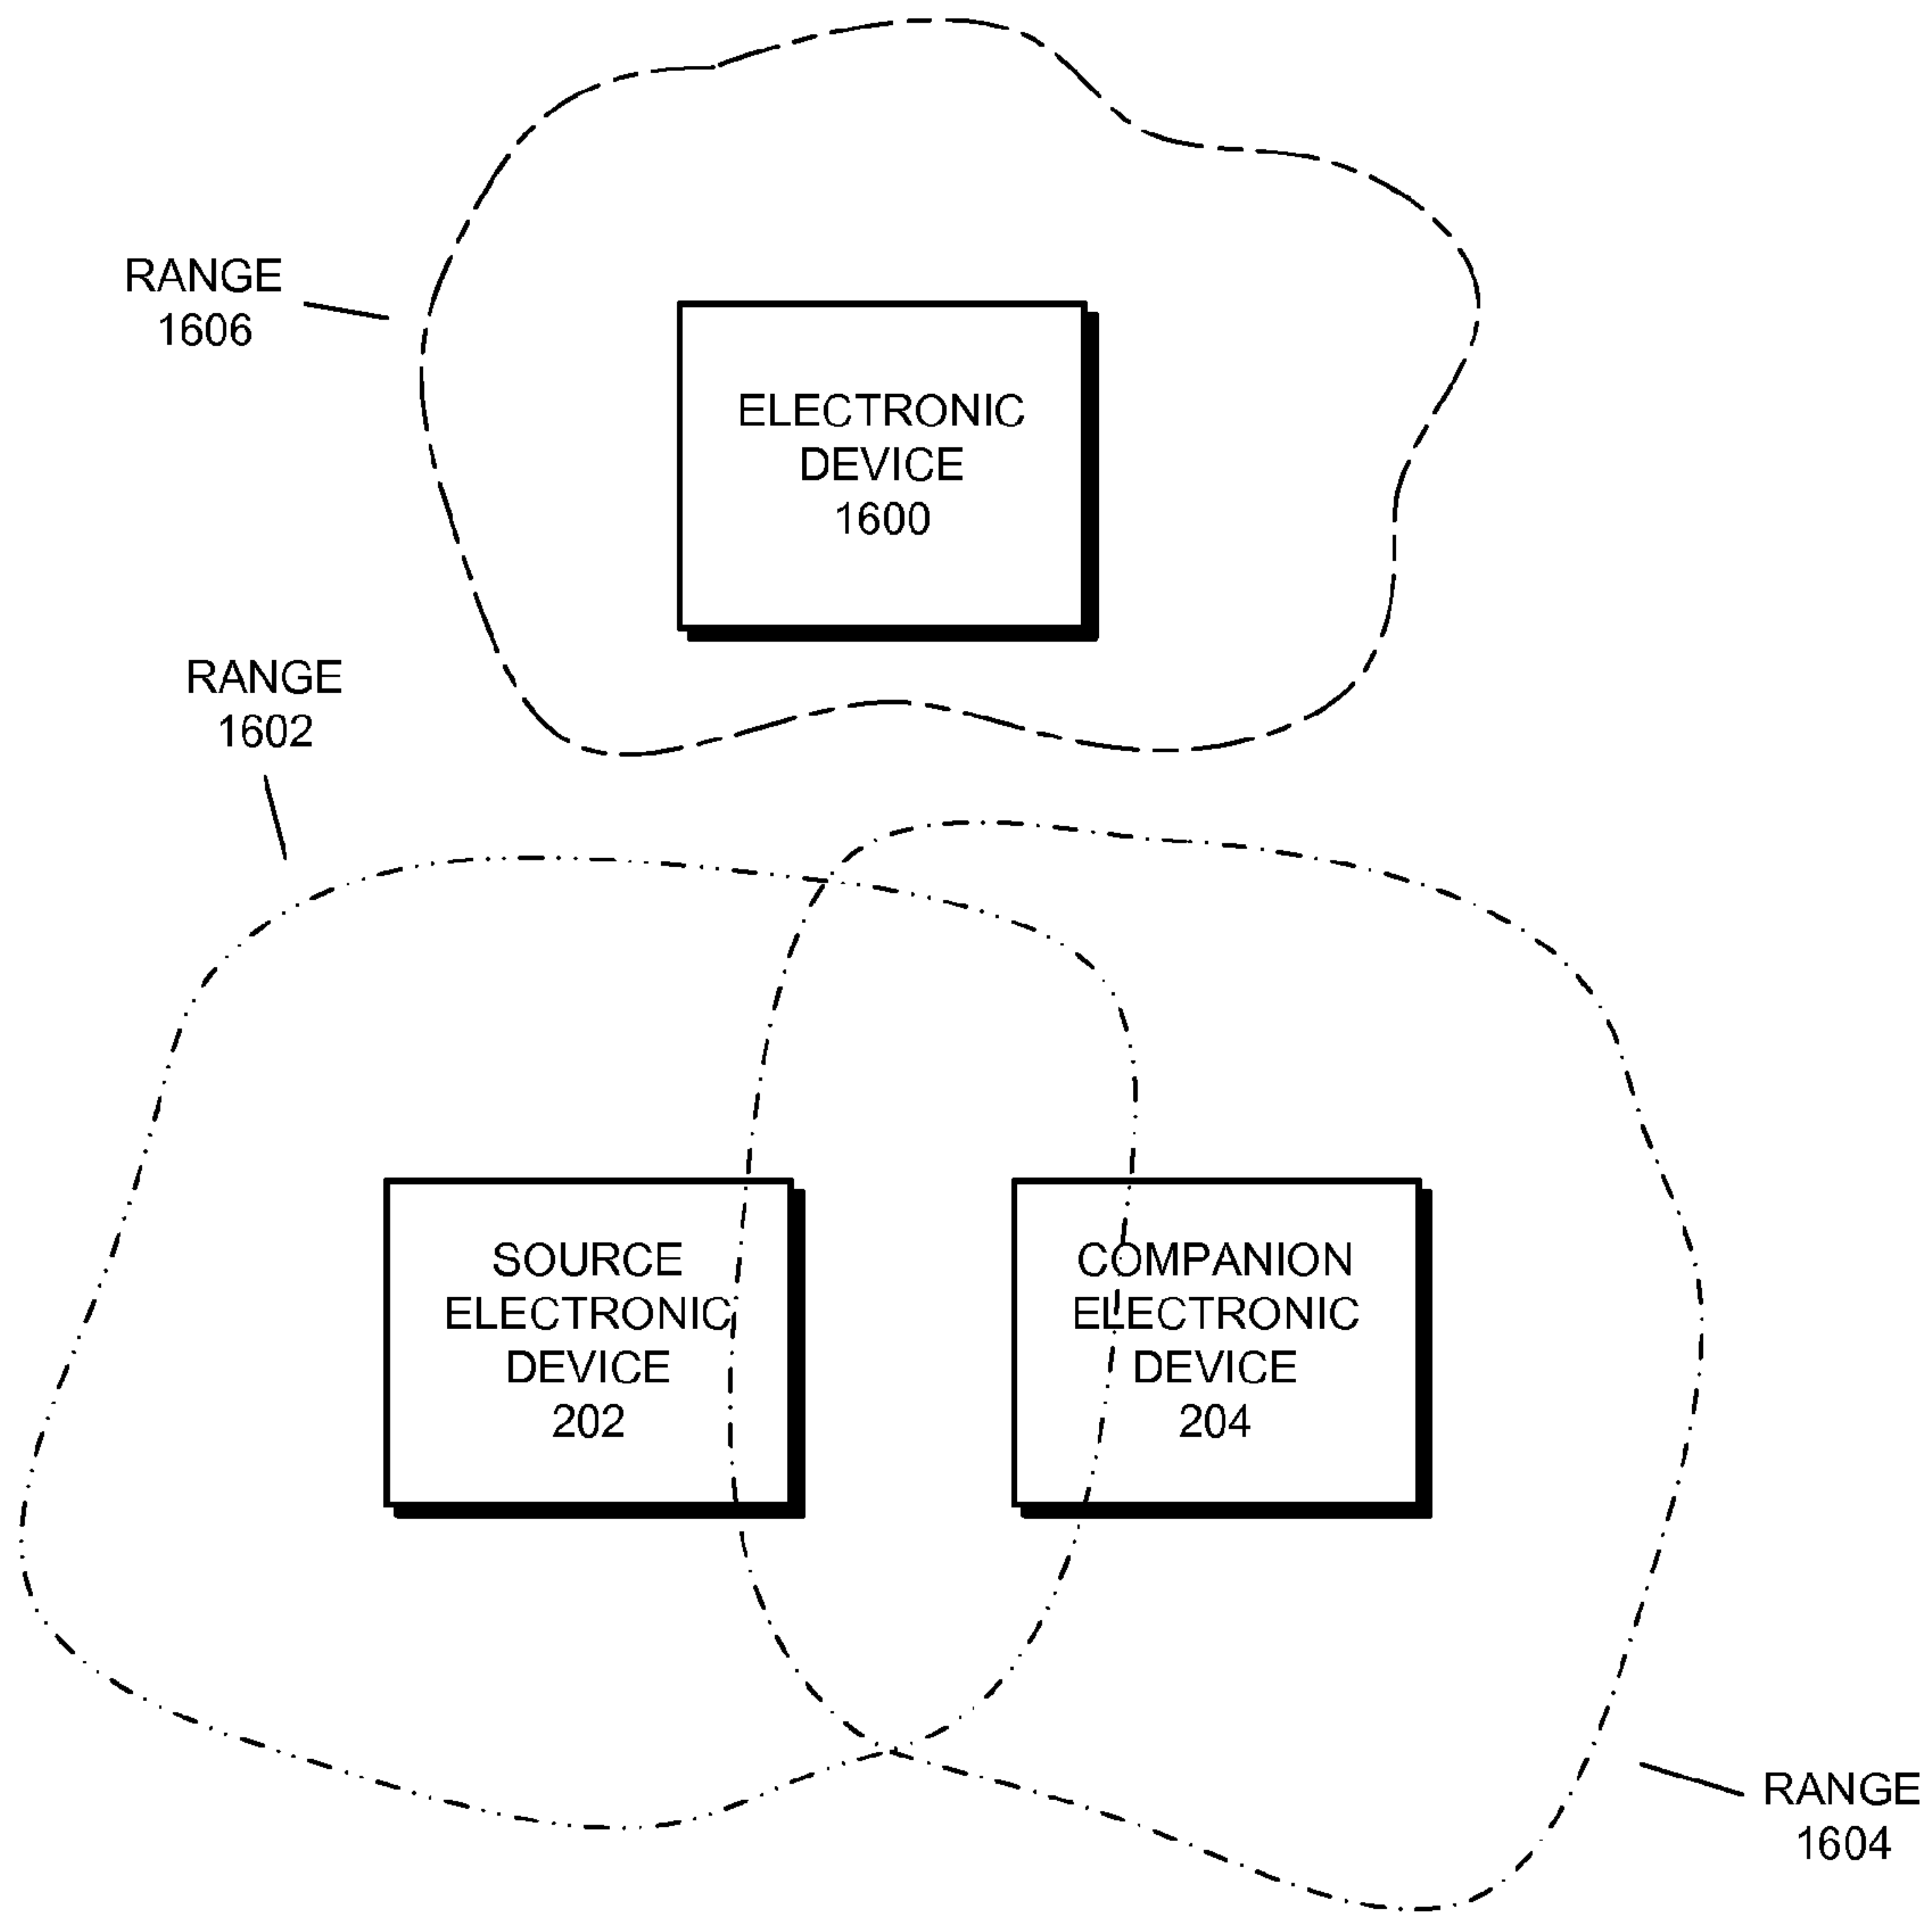 RANGE
1606
ELECTRONIC
DEVICE
1600
RANGE
1602
SOURCE
ELECTRONIC
DEVICE
202
COMPANION
ELECTRONIC
DEVICE
204
RANGE
1604